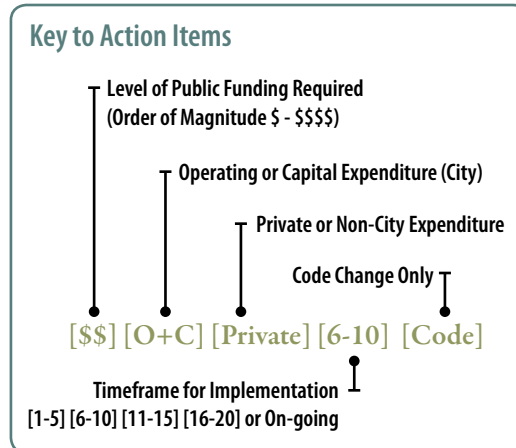 Key to Action Items
Level of Public Funding Required
(Order of Magnitude $ - $$$$)
Operating or Capital Expenditure (City)
Private or Non-City Expenditure
Code Change Only
[$$] [O+C] [Private] [6-10] [Code]
Timeframe for Implementation
[1-5] [6-10] [11-15] [16-20] or On-going